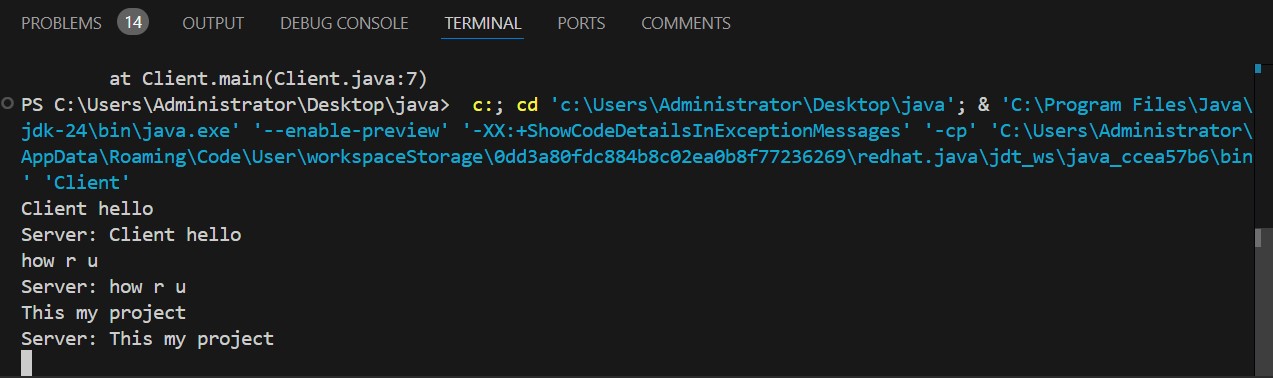 PROBLEMS 14 OUTPUT DEBUG CONSOLE TERMINAL PORTS COMMENTS
at Client.main(Client.java:7)
PS C:\Users\Administrator\Desktop\java>  c:; cd 'c:\Users\Administrator\Desktop\java'; & 'C:\Program Files\Java\
jdk-24\bin\java.exe' '--enable-preview' '-XX:+ShowCodeDetailsInExceptionMessages' '-cp' 'C:\Users\Administrator\
AppData\Roaming\Code\User\workspaceStorage\0dd3a80fdc884b8c02ea0b8f77236269\redhat.java\jdt_ws\java_ccea57b6\bin
' 'Client'
Client hello
Server: Client hello
how r u
Server: how r u
This my project
Server: This my project